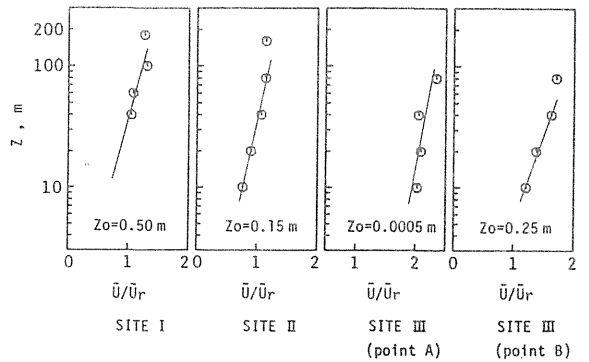 200
100
10
Z , m
Zo=0.50 m
Zo=0.15 m
Zo=0.0005 m
Zo=0.25 m
0 1 2
0 1 2
0 1 2
0 1 2
Ū/Ūr
Ū/Ūr
Ū/Ūr
Ū/Ūr
SITE I
SITE II
SITE III
(point A)
SITE III
(point B)